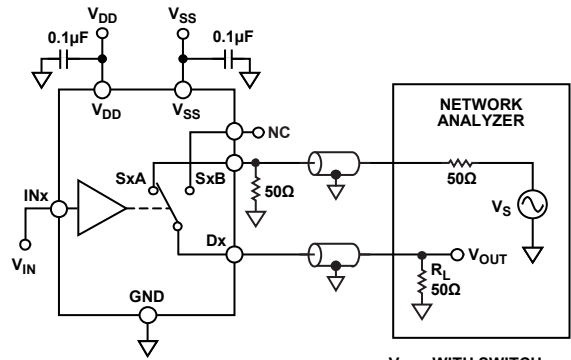 VDD
VSS
0.1µF
0.1µF
VDD
VSS
NC
NETWORK
ANALYZER
SxA
SxB
50Ω
50Ω
VS
INx
Dx
VOUT
RL
50Ω
VIN
GND
WITH SWITCH